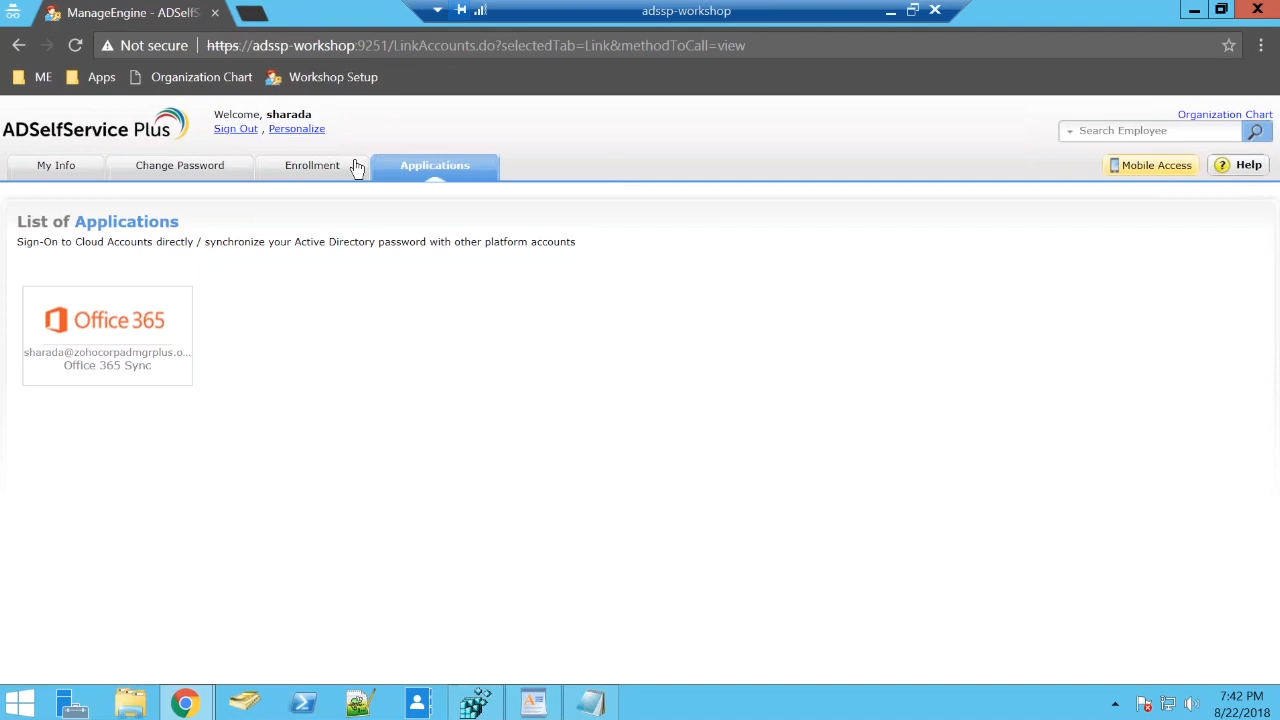 ManageEngine - ADSelfS
adssp-workshop
Not secure
https://adssp-workshop:9251/LinkAccounts.do?selectedTab=Link&methodToCall=view
ME
Apps
Organization Chart
Workshop Setup
ADSelfService Plus
Welcome, sharada
Sign Out , Personalize
Organization Chart
Search Employee
My Info
Change Password
Enrollment
Applications
Mobile Access
Help
List of Applications
Sign-On to Cloud Accounts directly / synchronize your Active Directory password with other platform accounts
Office 365
sharada@zohocorpadmgrplus.o...
Office 365 Sync
7:42 PM
8/22/2018